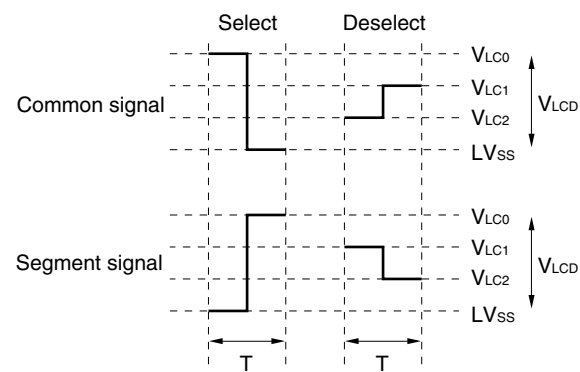 Select Deselect
Common signal
VLC0
VLC1
VLC2
LVSS
VLCD
Segment signal
VLC0
VLC1
VLC2
LVSS
VLCD
T T